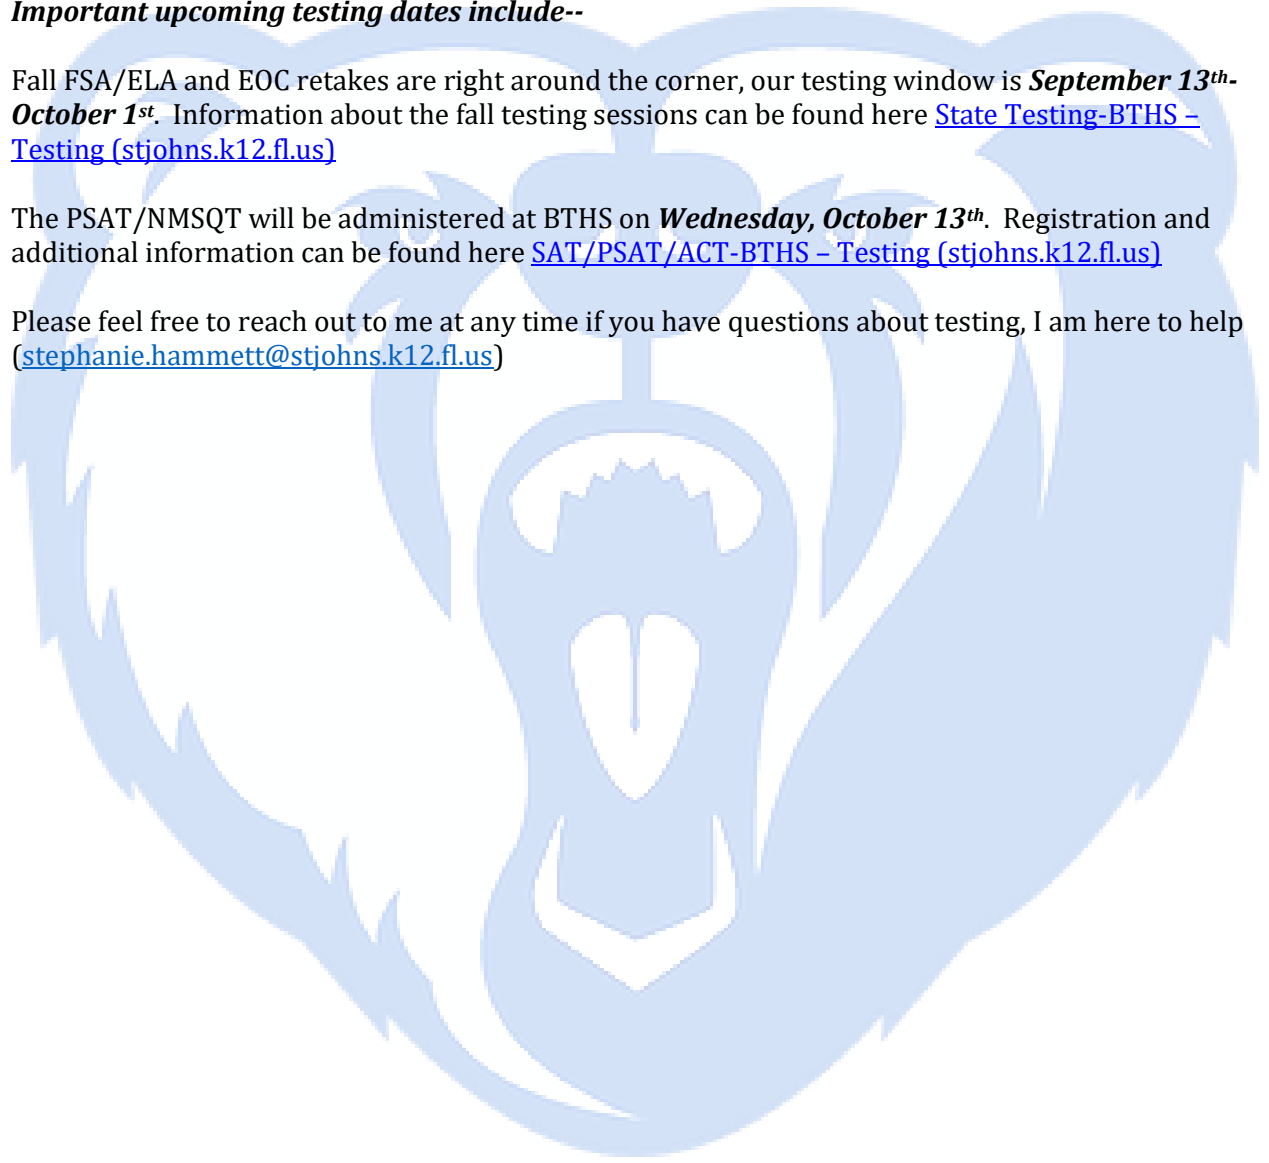 Important upcoming testing dates include--
Fall FSA/ELA and EOC retakes are right around the corner, our testing window is September 13th-
October 1st.  Information about the fall testing sessions can be found here State Testing-BTHS –
Testing (stjohns.k12.fl.us)
The PSAT/NMSQT will be administered at BTHS on Wednesday, October 13th.  Registration and
additional information can be found here SAT/PSAT/ACT-BTHS – Testing (stjohns.k12.fl.us)
Please feel free to reach out to me at any time if you have questions about testing, I am here to help
(stephanie.hammett@stjohns.k12.fl.us)